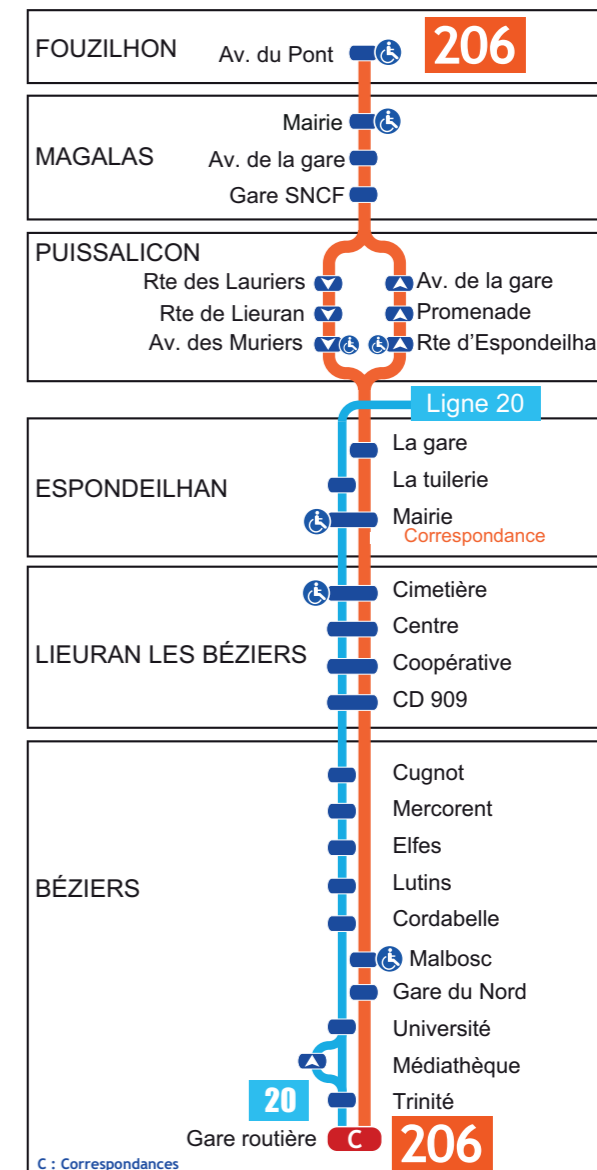 FOUZILHON
Av. du Pont
206
MAGALAS
Mairie
Av. de la gare
Gare SNCF
PUISSALICON
Rte des Lauriers
Av. de la gare
Rte de Lieuran
Promenade
Av. des Muriers
Rte d'Espondeilha
Ligne 20
ESPONDEILHAN
La gare
La tuilerie
Mairie
Correspondance
LIEURAN LES BÉZIERS
Cimetière
Centre
Coopérative
CD 909
BÉZIERS
Cugnot
Mercorent
Elfes
Lutins
Cordabelle
Malbosc
Gare du Nord
Université
Médiathèque
20
Trinité
Gare routière
C
206
C : Correspondances